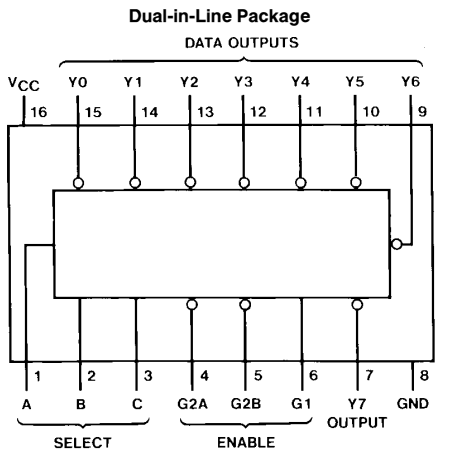 Dual-in-Line Package
DATA OUTPUTS
VCC Y0 Y1 Y2 Y3 Y4 Y5 Y6
16 15 14 13 12 11 10 9
1 2 3 4 5 6 7 8
A B C G2A G2B G1 Y7 GND
OUTPUT
SELECT ENABLE